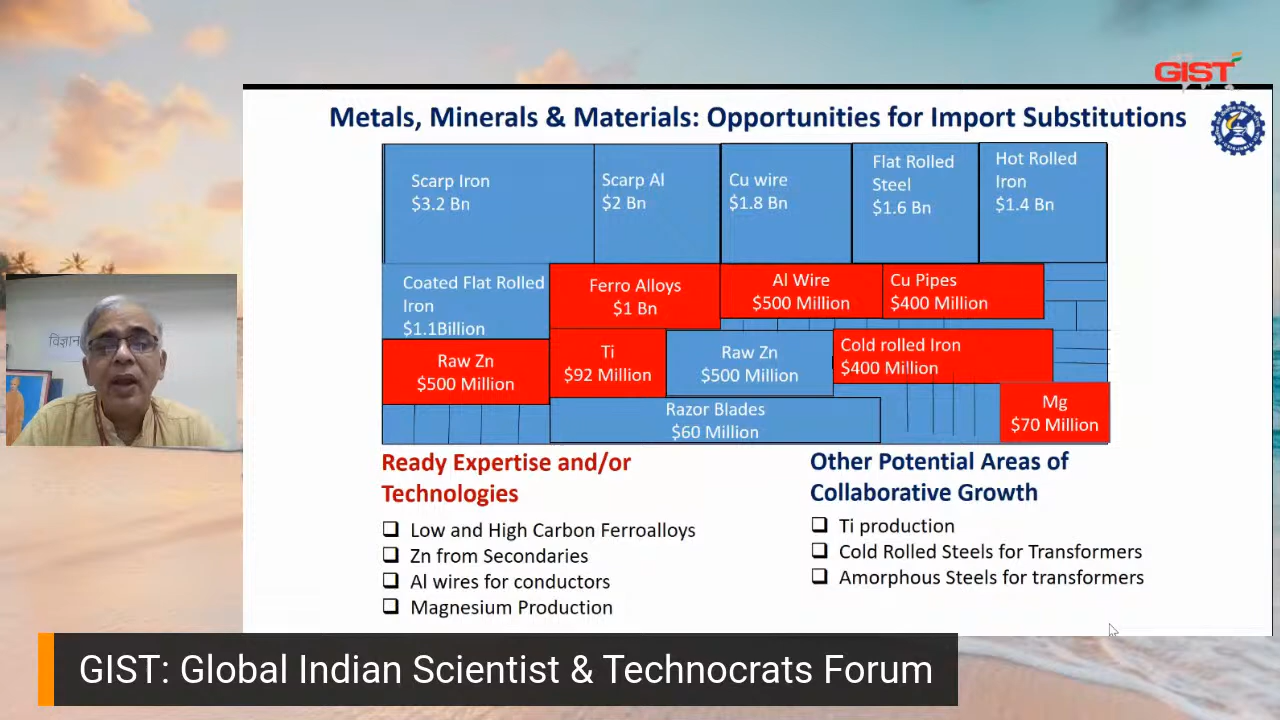 GIST
Metals, Minerals & Materials: Opportunities for Import Substitutions
Scarp Iron
$3.2 Bn
Scarp Al
$2 Bn
Cu wire
$1.8 Bn
Flat Rolled
Steel
$1.6 Bn
Hot Rolled
Iron
$1.4 Bn
Coated Flat Rolled
Iron
$1.1Billion
Ferro Alloys
$1 Bn
Al Wire
$500 Million
Cu Pipes
$400 Million
Raw Zn
$500 Million
Ti
$92 Million
Raw Zn
$500 Million
Cold rolled Iron
$400 Million
Razor Blades
$60 Million
Mg
$70 Million
विज्ञान
Ready Expertise and/or
Technologies
Low and High Carbon Ferroalloys
Zn from Secondaries
Al wires for conductors
Magnesium Production
Other Potential Areas of
Collaborative Growth
Ti production
Cold Rolled Steels for Transformers
Amorphous Steels for transformers
GIST: Global Indian Scientist & Technocrats Forum